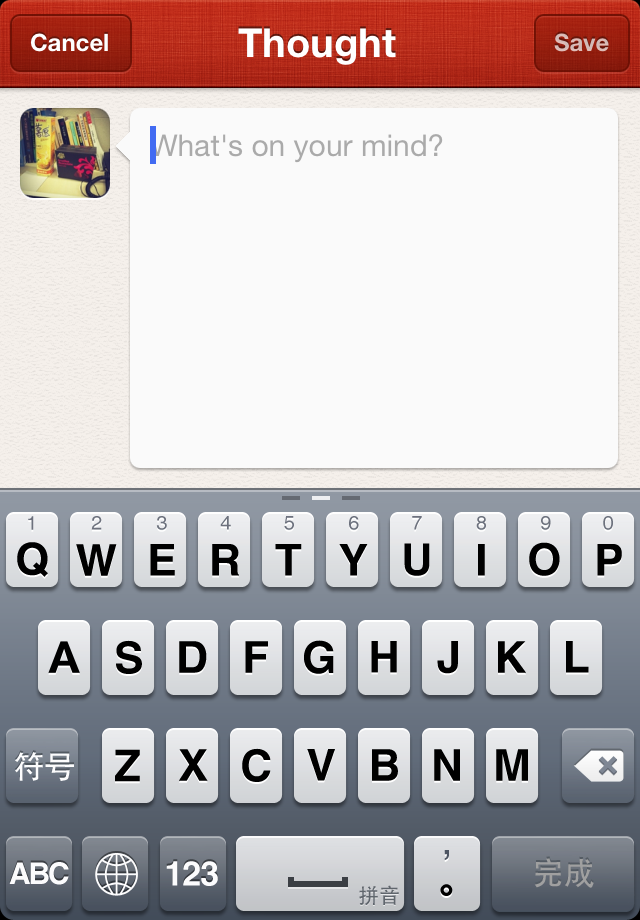 Cancel Thought Save
What's on your mind?
1 2 3 4 5 6 7 8 9 0
Q W E R T Y U I O P
A S D F G H J K L
符号 Z X C V B N M
ABC 123 拼音 , 。 完成